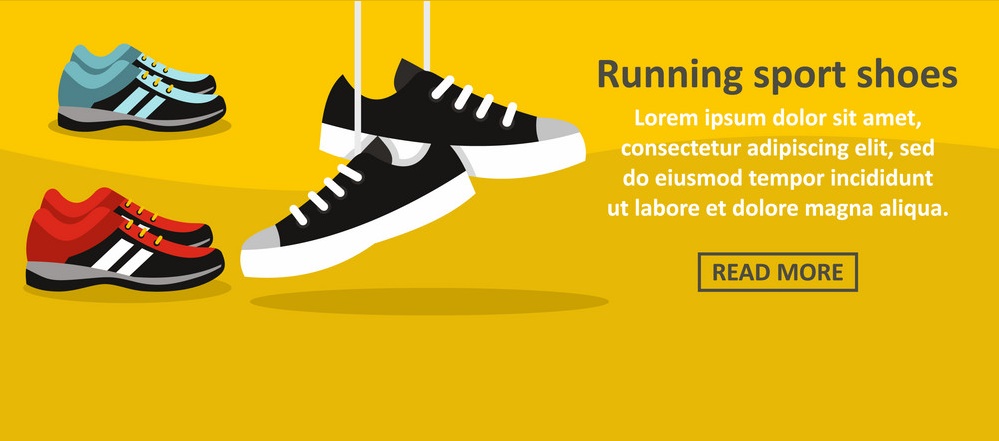 Running sport shoes
Lorem ipsum dolor sit amet,
consectetur adipiscing elit, sed
do eiusmod tempor incididunt
ut labore et dolore magna aliqua.
READ MORE